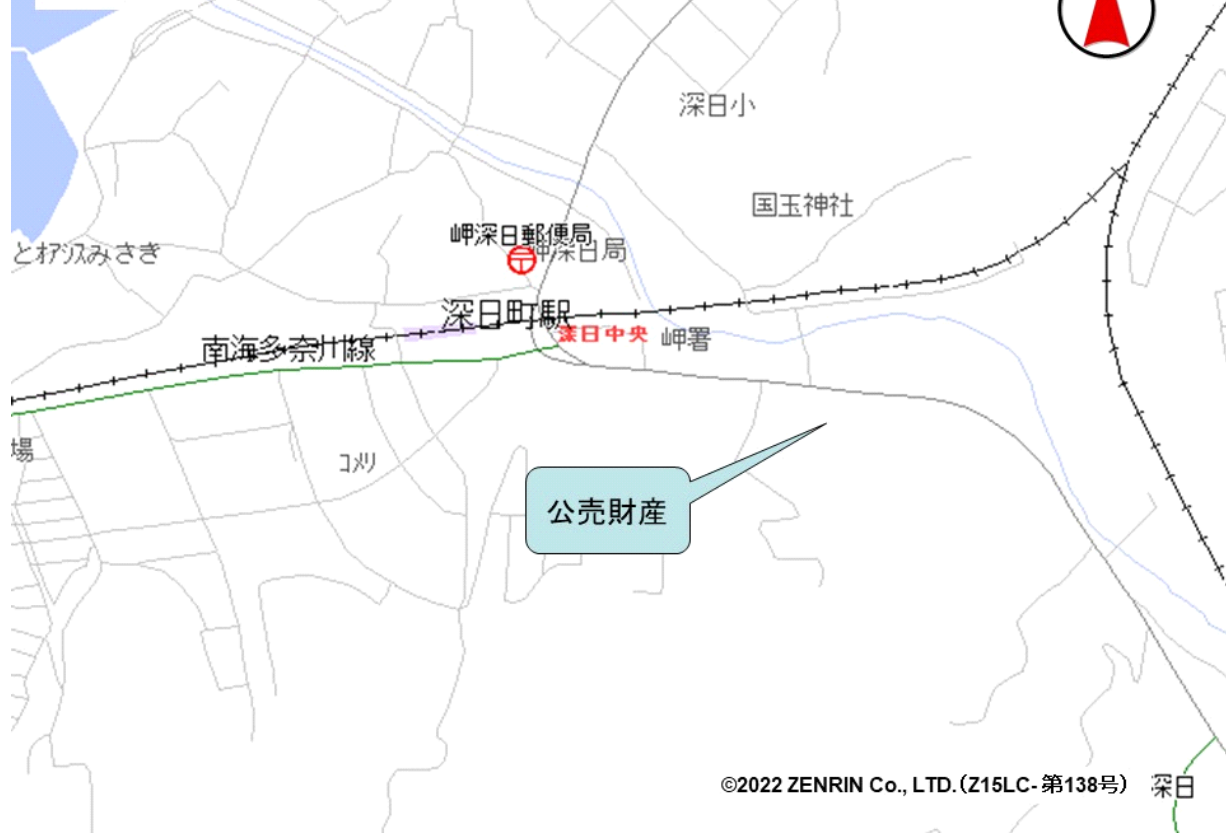 深日小
国玉神社
岬深日郵便局
岬深日局
とオアシスみさき
深日町駅
深日中央
岬署
南海多奈川線
場
コメリ
公売財産
©2022 ZENRIN Co., LTD.（Z15LC-第138号）
深日